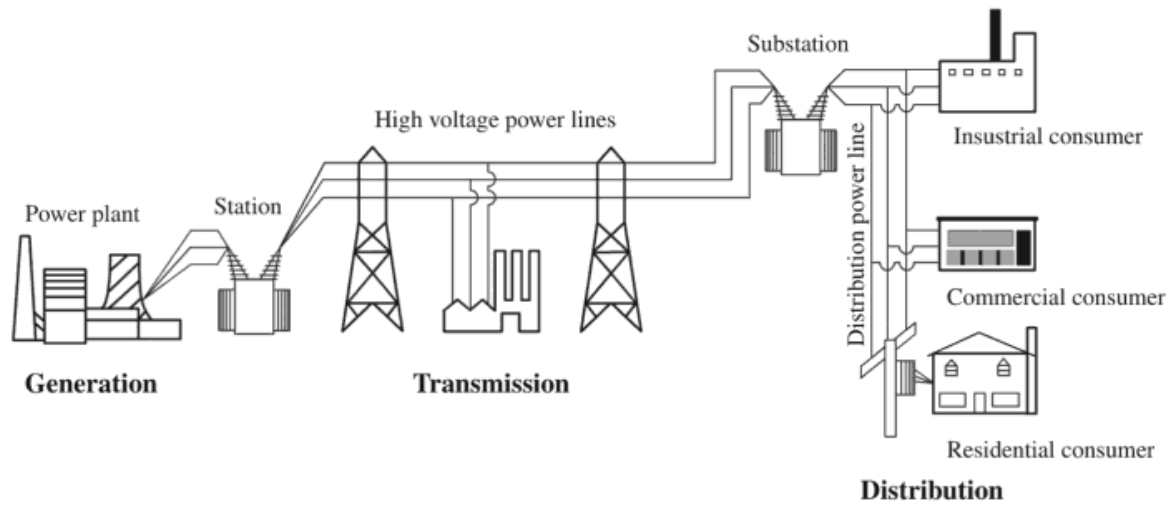 Substation
High voltage power lines
Insustrial consumer
Power plant
Station
Distribution power line
Commercial consumer
Generation
Transmission
Residential consumer
Distribution